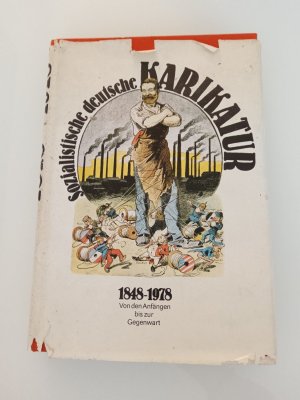 sozialistische deutsche KARIKATUR
1848-1978
Von den Anfängen
bis zur
Gegenwart